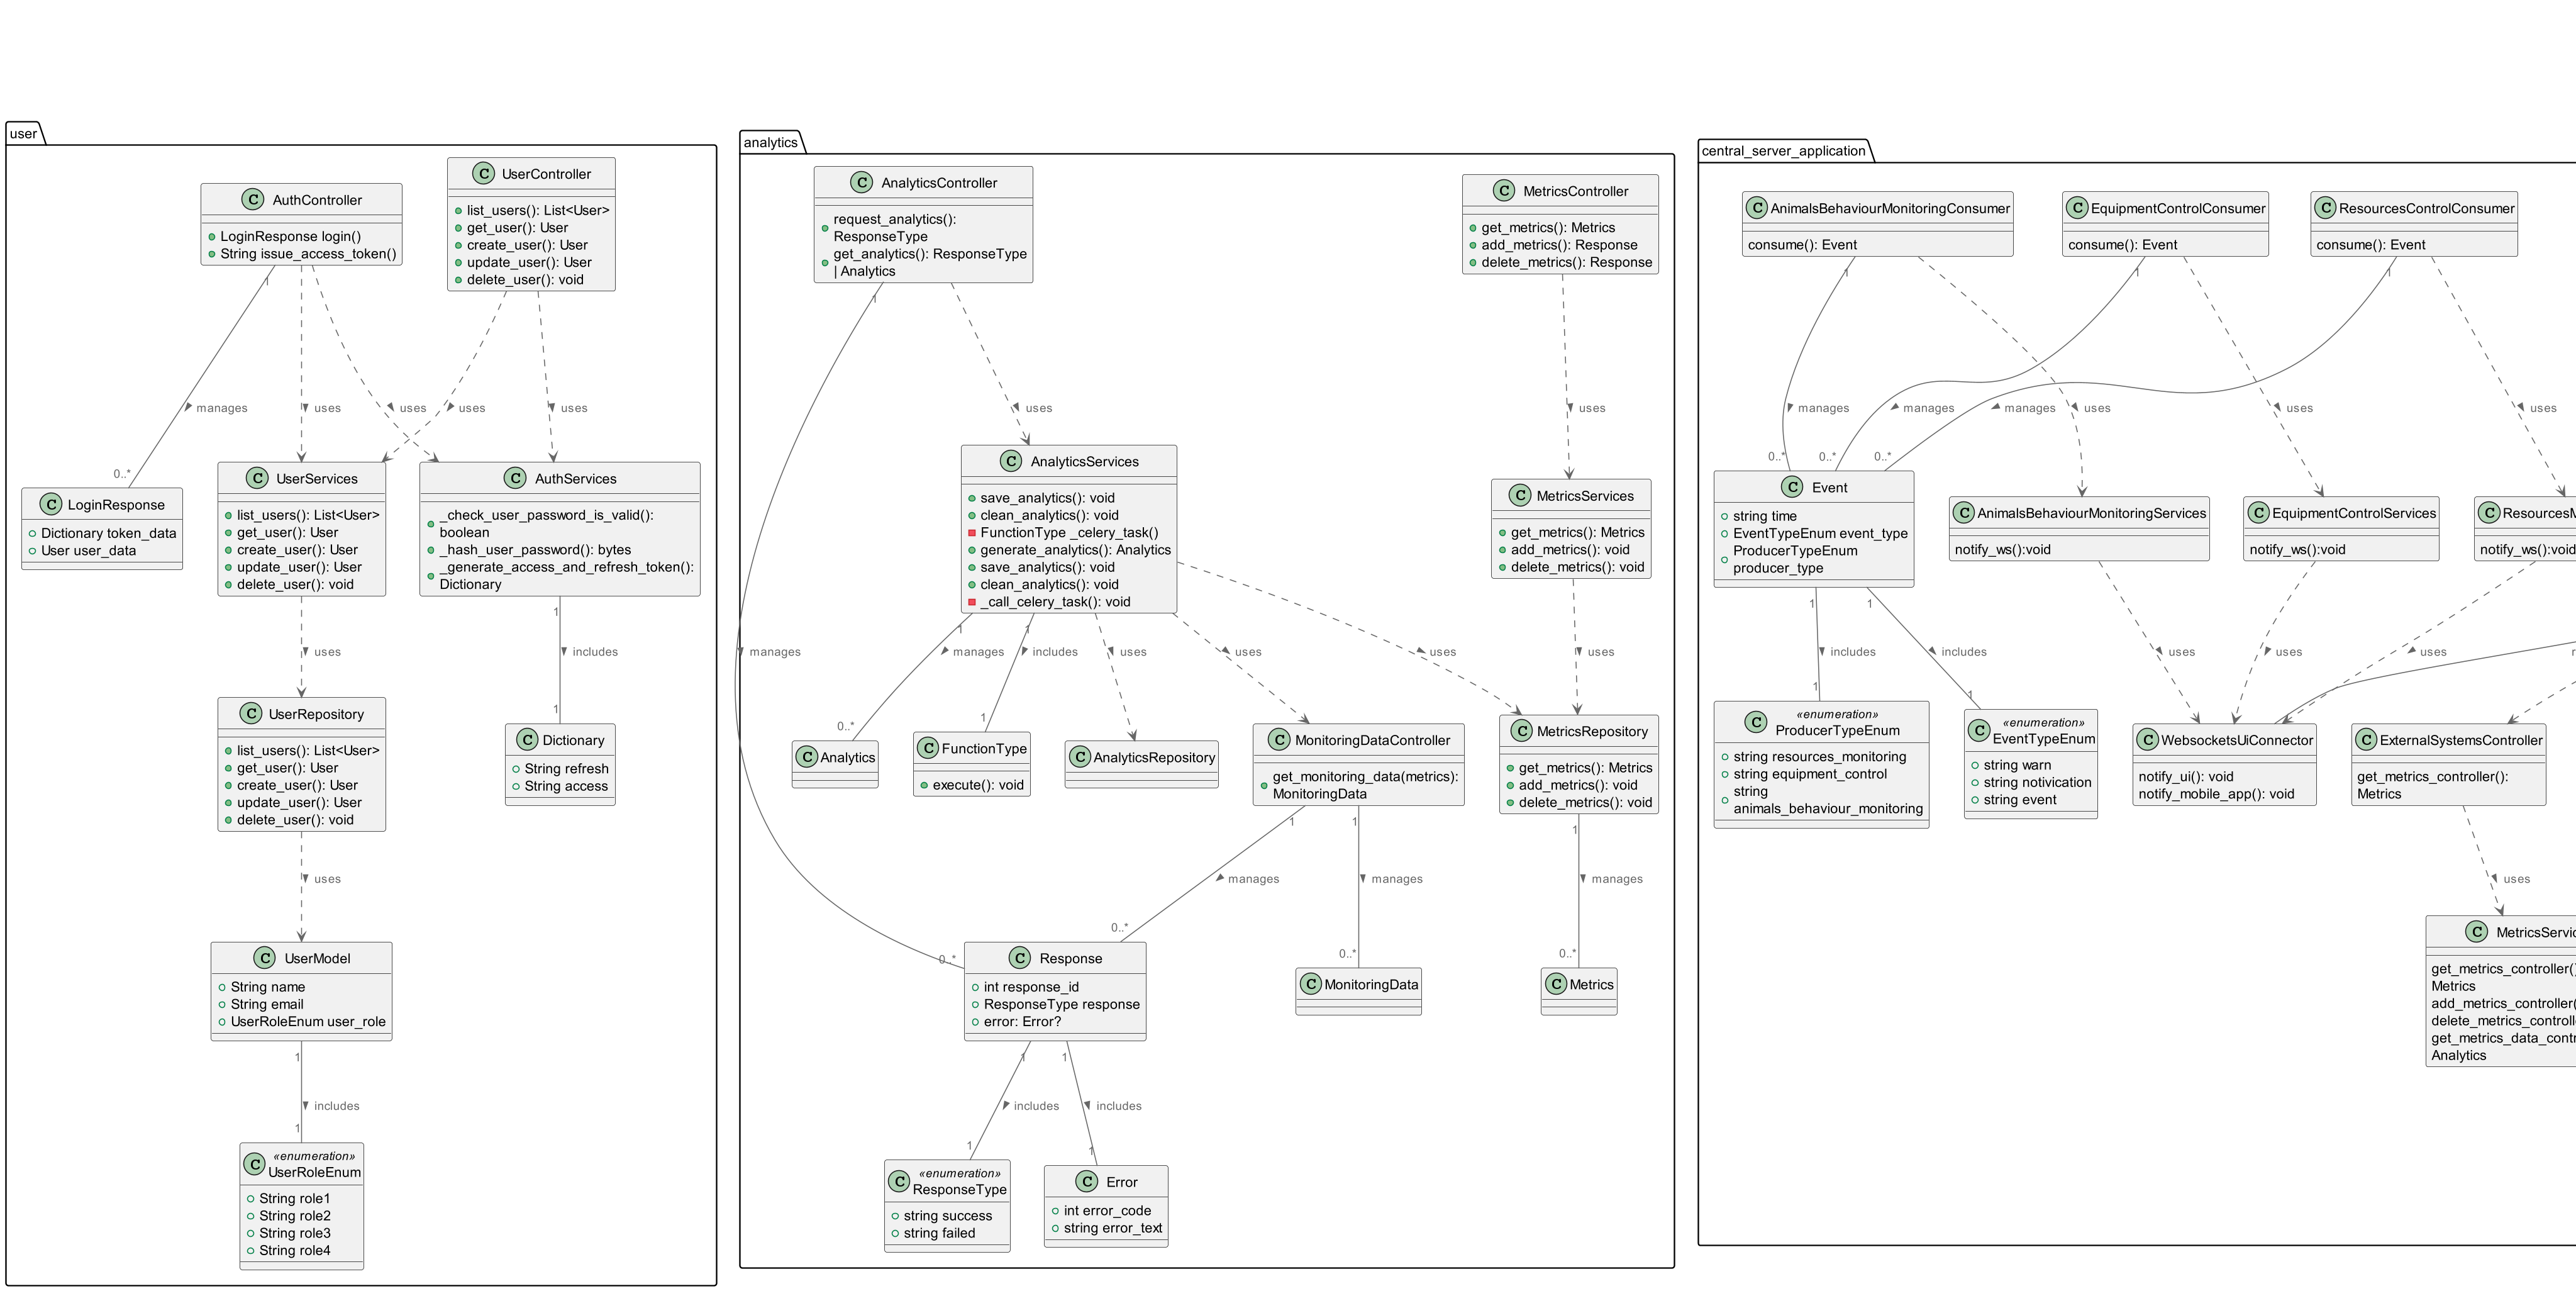 user
C AuthController
LoginResponse login()
String issue_access_token()
C UserController
list_users(): List<User>
get_user(): User
create_user(): User
update_user(): User
delete_user(): void
1
manages
uses
uses
uses
uses
0..*
C LoginResponse
Dictionary token_data
User user_data
C UserServices
list_users(): List<User>
get_user(): User
create_user(): User
update_user(): User
delete_user(): void
C AuthServices
_check_user_password_is_valid():
boolean
_hash_user_password(): bytes
_generate_access_and_refresh_token():
Dictionary
uses
1
includes
1
C UserRepository
list_users(): List<User>
get_user(): User
create_user(): User
update_user(): User
delete_user(): void
C Dictionary
String refresh
String access
uses
C UserModel
String name
String email
UserRoleEnum user_role
1
includes
1
C «enumeration»
UserRoleEnum
String role1
String role2
String role3
String role4
analytics
C AnalyticsController
request_analytics():
ResponseType
get_analytics(): ResponseType
| Analytics
C MetricsController
get_metrics(): Metrics
add_metrics(): Response
delete_metrics(): Response
1
uses
uses
C AnalyticsServices
save_analytics(): void
clean_analytics(): void
FunctionType _celery_task()
generate_analytics(): Analytics
save_analytics(): void
clean_analytics(): void
_call_celery_task(): void
C MetricsServices
get_metrics(): Metrics
add_metrics(): void
delete_metrics(): void
1
1
manages
manages
includes
uses
uses
uses
uses
0..*
1
C Analytics
C FunctionType
execute(): void
C AnalyticsRepository
C MonitoringDataController
get_monitoring_data(metrics):
MonitoringData
C MetricsRepository
get_metrics(): Metrics
add_metrics(): void
delete_metrics(): void
1
1
1
manages
manages
manages
0..*
0..*
0..*
0..*
C Response
int response_id
ResponseType response
error: Error?
C MonitoringData
C Metrics
1
1
includes
includes
1
1
C «enumeration»
ResponseType
string success
string failed
C Error
int error_code
string error_text
central_server_application
C AnimalsBehaviourMonitoringConsumer
consume(): Event
C EquipmentControlConsumer
consume(): Event
C ResourcesControlConsumer
consume(): Event
1
1
1
manages
manages
manages
uses
uses
uses
0..*
0..*
0..*
C Event
string time
EventTypeEnum event_type
ProducerTypeEnum
producer_type
C AnimalsBehaviourMonitoringServices
notify_ws():void
C EquipmentControlServices
notify_ws():void
C ResourcesM
notify_ws():void
1
1
includes
includes
uses
uses
uses
1
1
C «enumeration»
ProducerTypeEnum
string resources_monitoring
string equipment_control
string
animals_behaviour_monitoring
C «enumeration»
EventTypeEnum
string warn
string notivication
string event
C WebsocketsUiConnector
notify_ui(): void
notify_mobile_app(): void
C ExternalSystemsController
get_metrics_controller():
Metrics
uses
C MetricsServic
get_metrics_controller(
Metrics
add_metrics_controller(
delete_metrics_controll
get_metrics_data_contr
Analytics